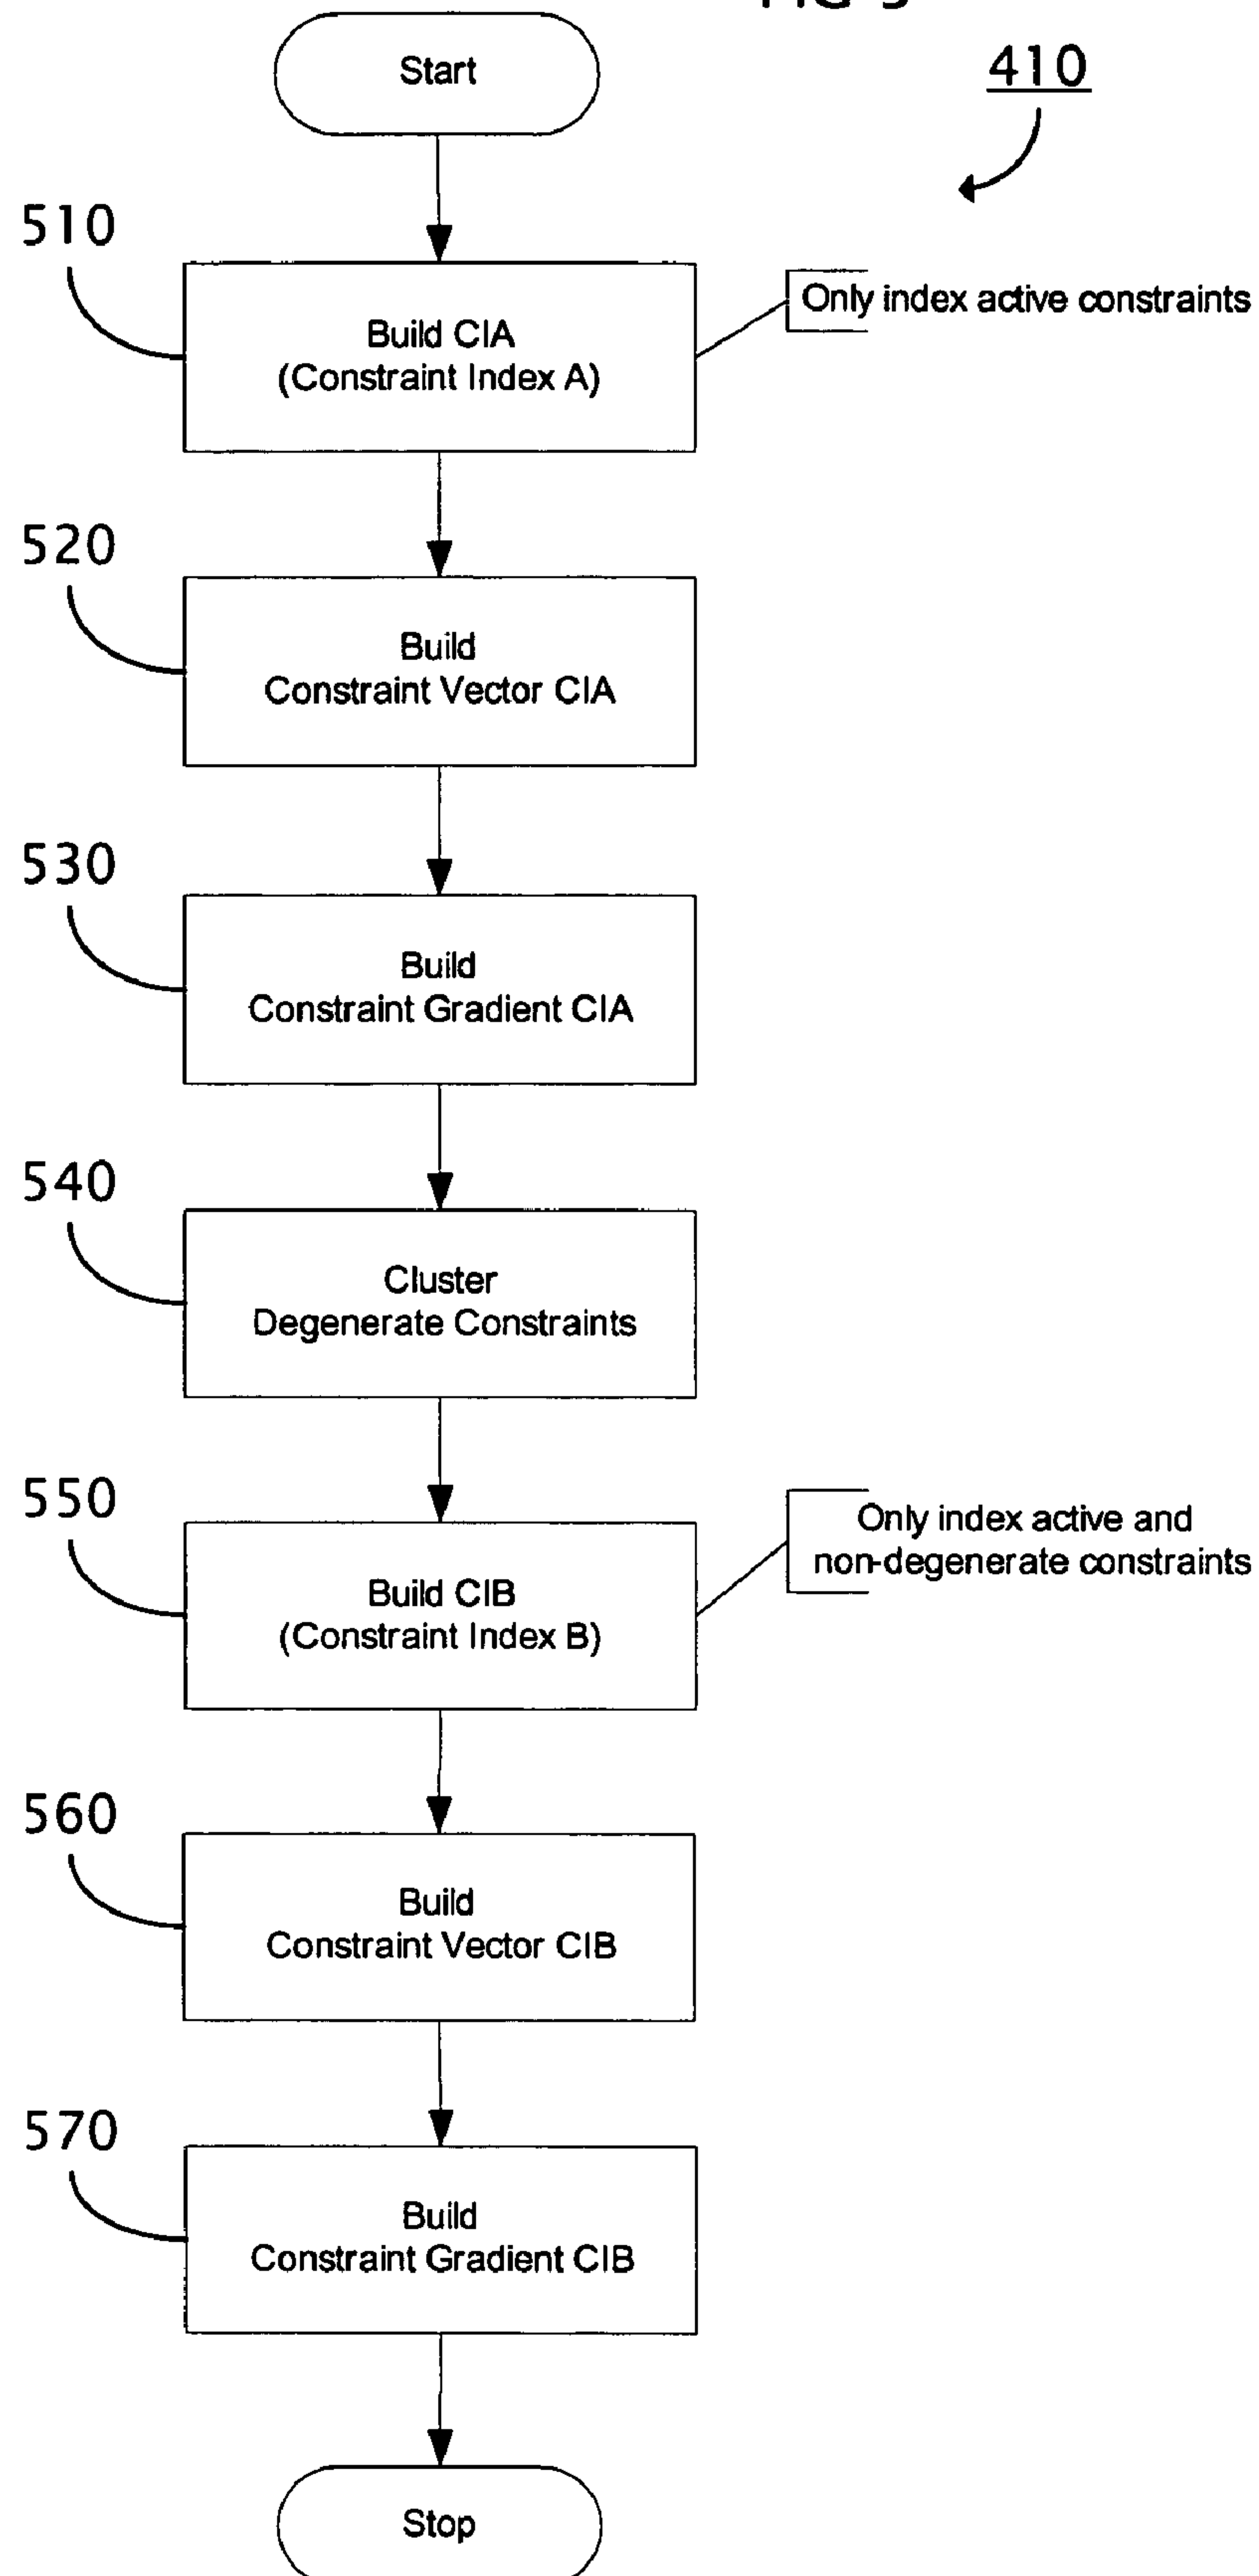 Start
410
510
Build CIA
(Constraint Index A)
Only index active constraints
520
Build
Constraint Vector CIA
530
Build
Constraint Gradient CIA
540
Cluster
Degenerate Constraints
550
Build CIB
(Constraint Index B)
Only index active and
non-degenerate constraints
560
Build
Constraint Vector CIB
570
Build
Constraint Gradient CIB
Stop